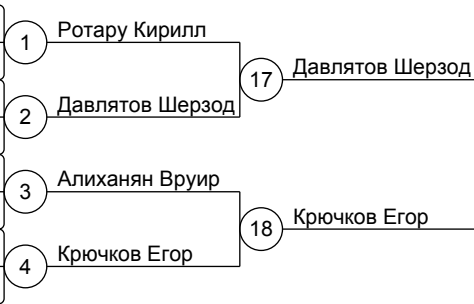 1 Ротару Кирилл
17 Давлятов Шерзод
2 Давлятов Шерзод
3 Алиханян Вруир
18 Крючков Егор
4 Крючков Егор